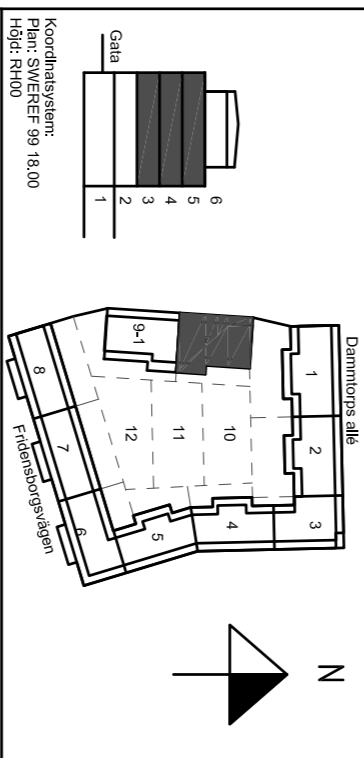 Koordinatsystem:
Plan: SWEREF 99 18.00
Höjd: RH00
Gata
1
2
3
4
5
6
Dammtorps allé
1
2
3
4
5
6
7
8
9-1
10
11
12
Fridensborgsvägen
N